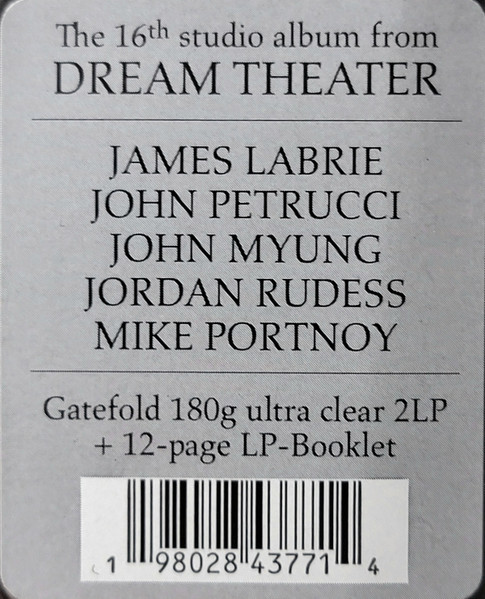 The 16th studio album from
DREAM THEATER
JAMES LABRIE
JOHN PETRUCCI
JOHN MYUNG
JORDAN RUDESS
MIKE PORTNOY
Gatefold 180g ultra clear 2LP
+ 12-page LP-Booklet
1 98028 43771 4